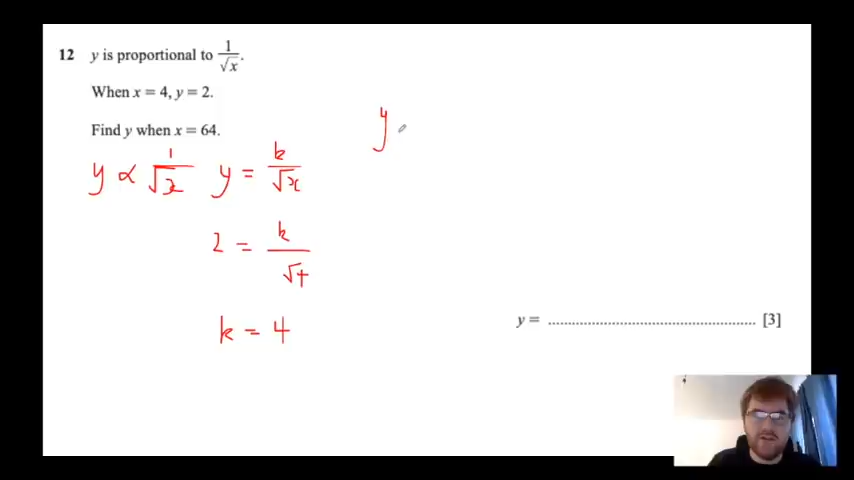 12 y is proportional to 1/√x.
When x = 4, y = 2.
Find y when x = 64.
y ∝ 1/√x y = k/√x
y
2 = k/√4
k = 4
y = ........................................................ [3]